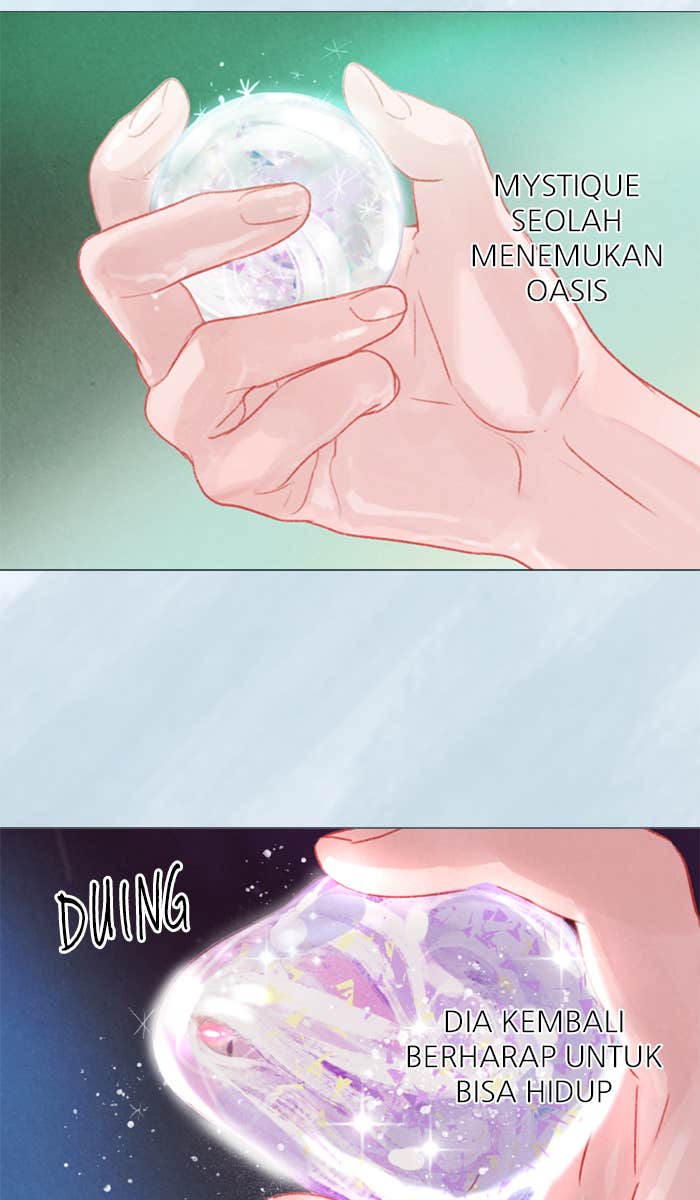 MYSTIQUE
SEOLAH
MENEMUKAN
OASIS
DUING
DIA KEMBALI
BERHARAP UNTUK
BISA HIDUP